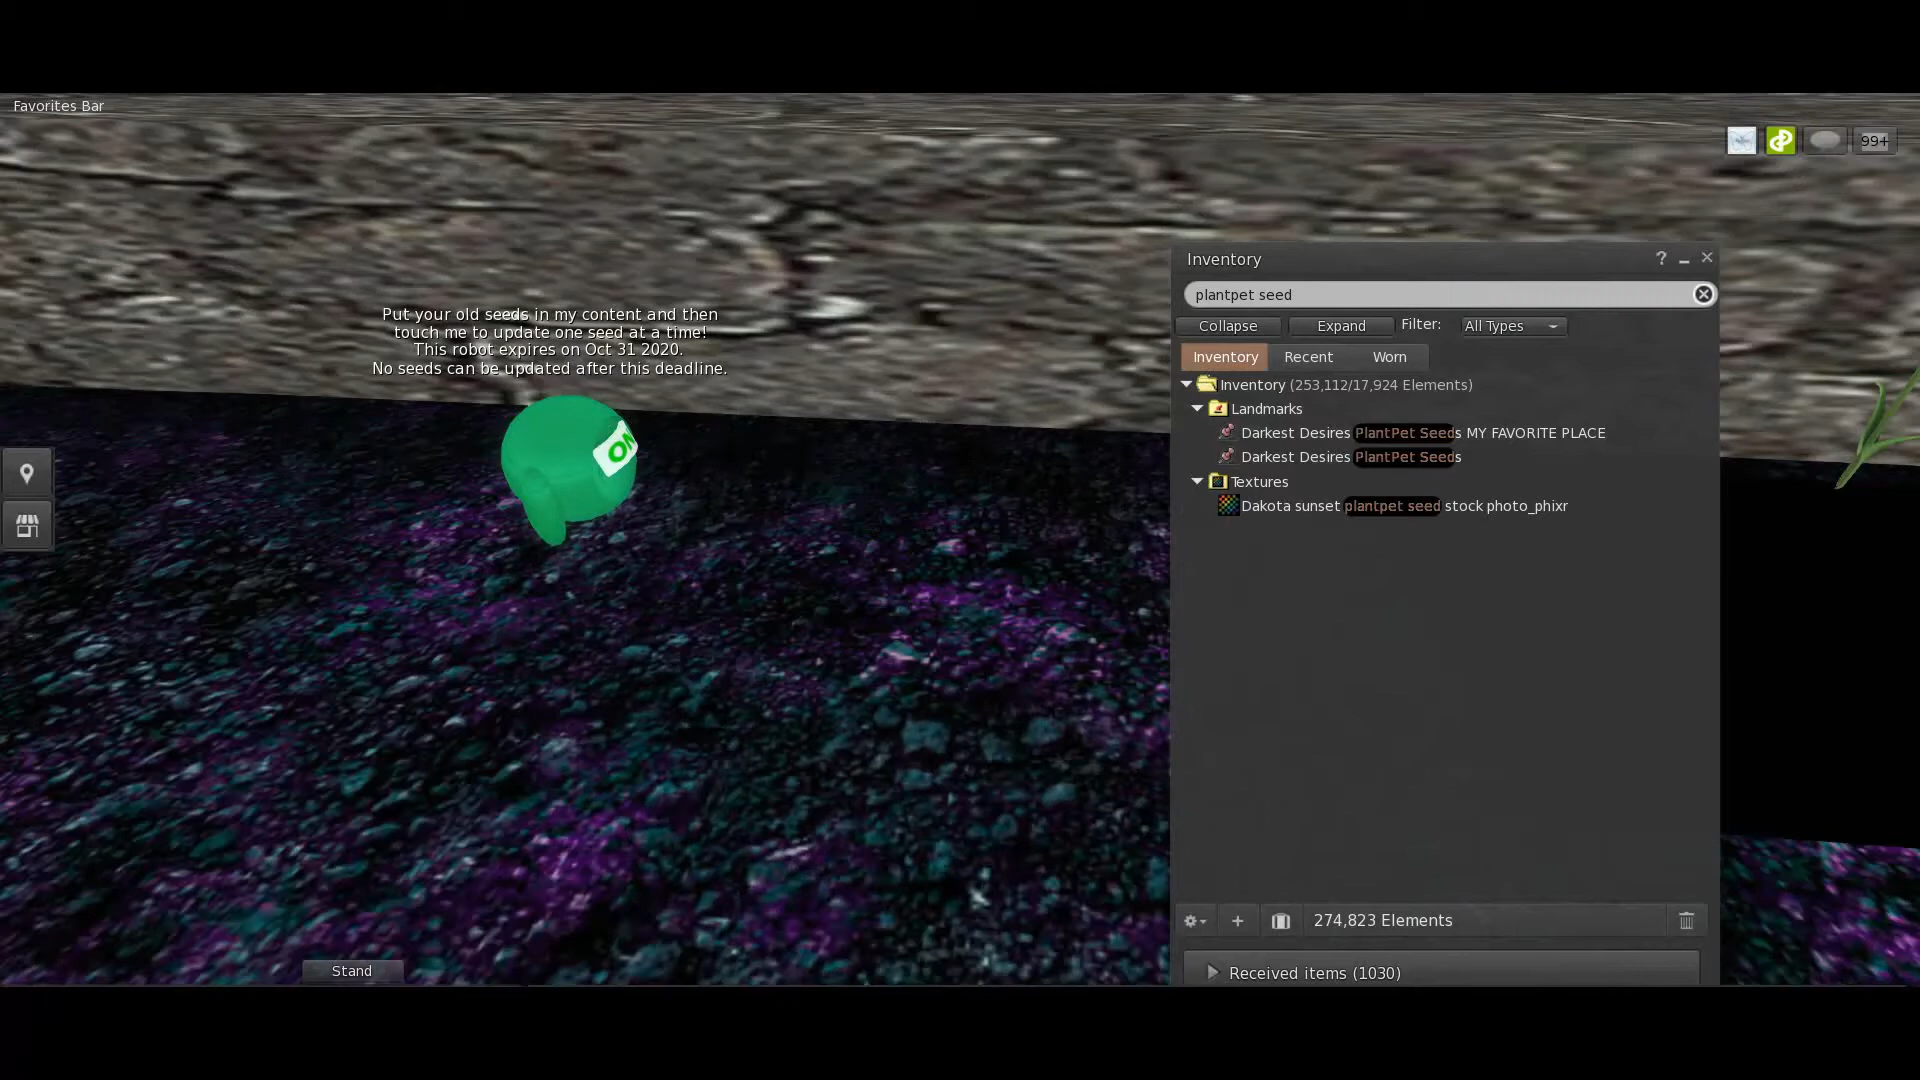 Favorites Bar
99+
Put your old seeds in my content and then
touch me to update one seed at a time!
This robot expires on Oct 31 2020.
No seeds can be updated after this deadline.
ON
Inventory
?
plantpet seed
Collapse
Expand
Filter:
All Types
Inventory
Recent
Worn
Inventory (253,112/17,924 Elements)
Landmarks
Darkest Desires PlantPet Seeds MY FAVORITE PLACE
Darkest Desires PlantPet Seeds
Textures
Dakota sunset plantpet seed stock photo_phixr
274,823 Elements
Stand
Received items (1030)